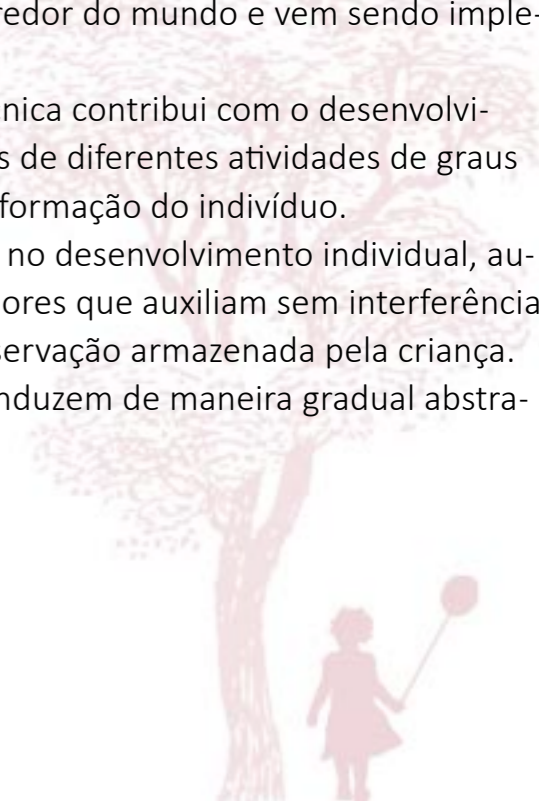 redor do mundo e vem sendo imple-
nica contribui com o desenvolvi-
s de diferentes atividades de graus
formação do indivíduo.
no desenvolvimento individual, au-
ores que auxiliam sem interferência
servação armazenada pela criança.
nduzem de maneira gradual abstra-